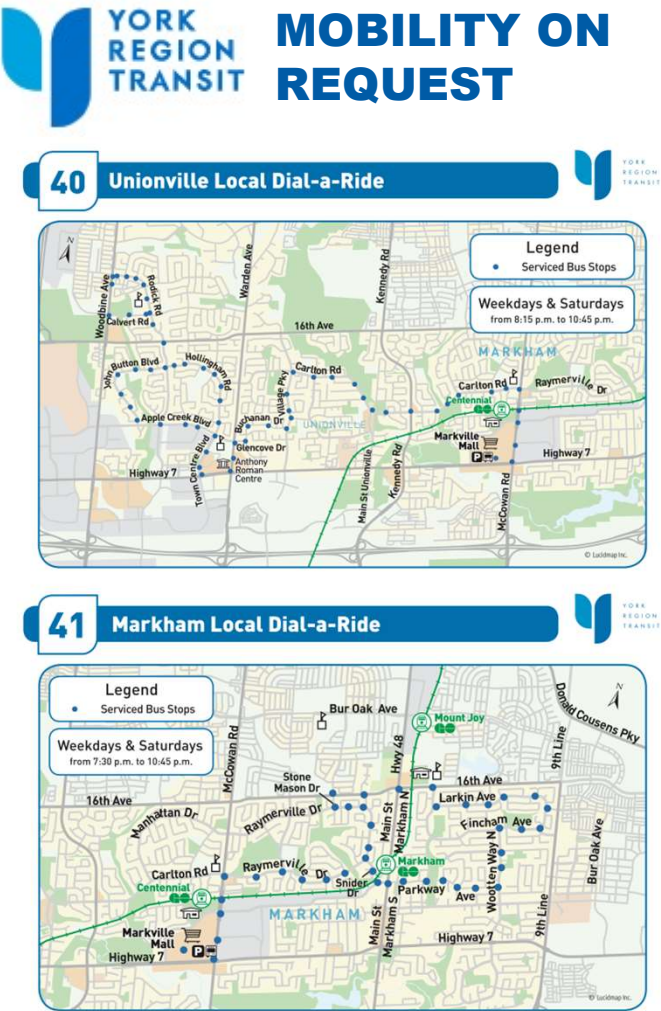 YORK
REGION
TRANSIT
MOBILITY ON
REQUEST
40 Unionville Local Dial-a-Ride
YORK
REGION
TRANSIT
N
Legend
Serviced Bus Stops
Weekdays & Saturdays
from 8:15 p.m. to 10:45 p.m.
Woodbine Ave
Rodick Rd
Calvert Rd
Warden Ave
Kennedy Rd
16th Ave
MARKHAM
John Button Blvd
Hollingham Rd
Carlton Rd
Village Pky
Carlton Rd
Raymerville Dr
Centennial
GO
Apple Creek Blvd
Buchanan Dr
UNIONVILLE
Town Centre Blvd
Glencove Dr
Markville
Mall
P
Highway 7
Anthony
Roman
Centre
Main St Unionville
Kennedy Rd
McCowan Rd
Highway 7
© Lucidmap Inc.
41 Markham Local Dial-a-Ride
YORK
REGION
TRANSIT
Legend
Serviced Bus Stops
Weekdays & Saturdays
from 7:30 p.m. to 10:45 p.m.
McCowan Rd
Bur Oak Ave
Hwy 48
Mount Joy
GO
N
Donald Cousens Pky
9th Line
16th Ave
Stone
Mason Dr
16th Ave
Manhattan Dr
Raymerville Dr
Main St
Markham N
Larkin Ave
Fincham Ave
Bur Oak Ave
Carlton Rd
Raymerville Dr
Markham
GO
Wootten Way N
Centennial
GO
Snider
Dr
Parkway Ave
MARKHAM
Main St
Markham S
9th Line
Markville
Mall
P
Highway 7
Highway 7
© Lucidmap Inc.